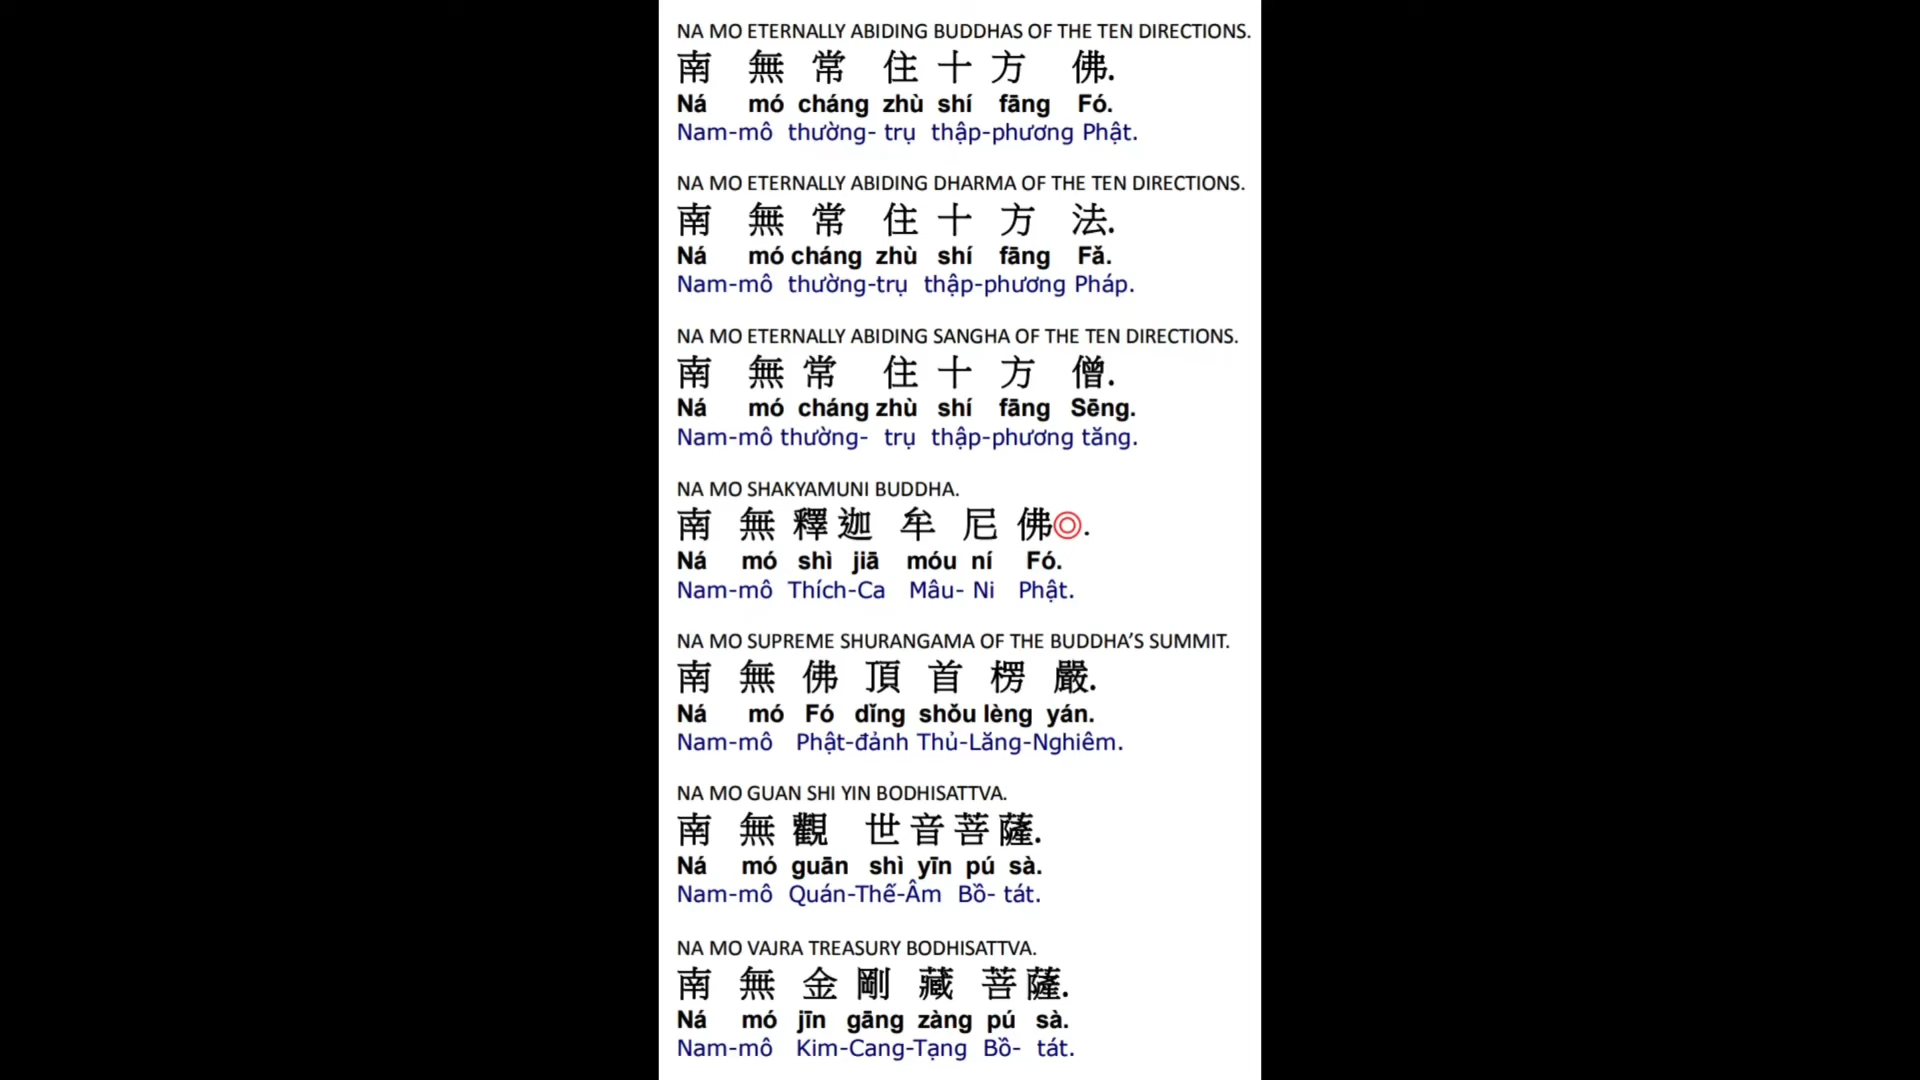 NA MO ETERNALLY ABIDING BUDDHAS OF THE TEN DIRECTIONS.
南 無 常 住 十 方 佛.
Ná mó cháng zhù shí fāng Fó.
Nam-mô thường- trụ thập-phương Phật.
NA MO ETERNALLY ABIDING DHARMA OF THE TEN DIRECTIONS.
南 無 常 住 十 方 法.
Ná mó cháng zhù shí fāng Fǎ.
Nam-mô thường-trụ thập-phương Pháp.
NA MO ETERNALLY ABIDING SANGHA OF THE TEN DIRECTIONS.
南 無 常 住 十 方 僧.
Ná mó cháng zhù shí fāng Sēng.
Nam-mô thường- trụ thập-phương tăng.
NA MO SHAKYAMUNI BUDDHA.
南 無 釋 迦 牟 尼 佛◎.
Ná mó shì jiā móu ní Fó.
Nam-mô Thích-Ca Mâu- Ni Phật.
NA MO SUPREME SHURANGAMA OF THE BUDDHA’S SUMMIT.
南 無 佛 頂 首 楞 嚴.
Ná mó Fó dǐng shǒu lèng yán.
Nam-mô Phật-đảnh Thủ-Lăng-Nghiêm.
NA MO GUAN SHI YIN BODHISATTVA.
南 無 觀 世 音 菩 薩.
Ná mó guān shì yīn pú sà.
Nam-mô Quán-Thế-Âm Bồ- tát.
NA MO VAJRA TREASURY BODHISATTVA.
南 無 金 剛 藏 菩 薩.
Ná mó jīn gāng zàng pú sà.
Nam-mô Kim-Cang-Tạng Bồ- tát.